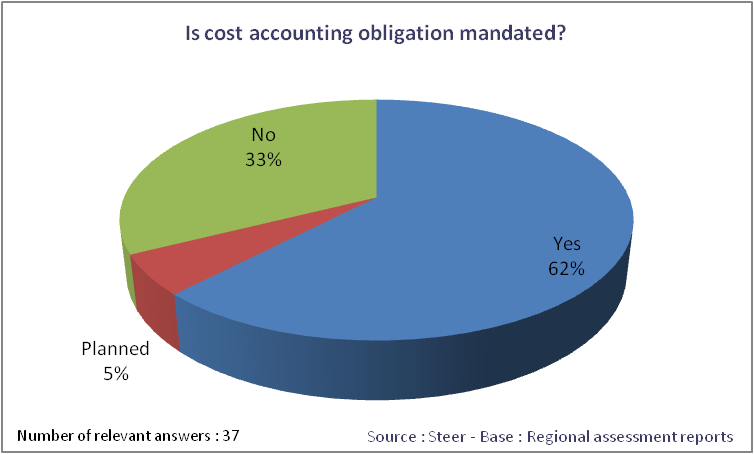 Is cost accounting obligation mandated?
No
33%
Yes
62%
Planned
5%
Number of relevant answers : 37
Source : Steer - Base : Regional assessment reports